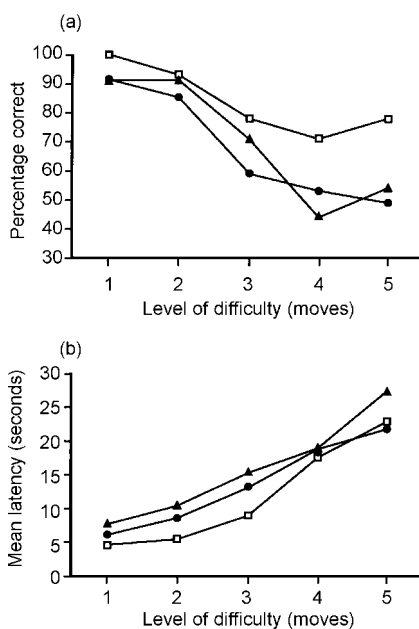 (a)
Percentage correct
100
90
80
70
60
50
40
30
1 2 3 4 5
Level of difficulty (moves)
(b)
Mean latency (seconds)
30
25
20
15
10
5
0
1 2 3 4 5
Level of difficulty (moves)